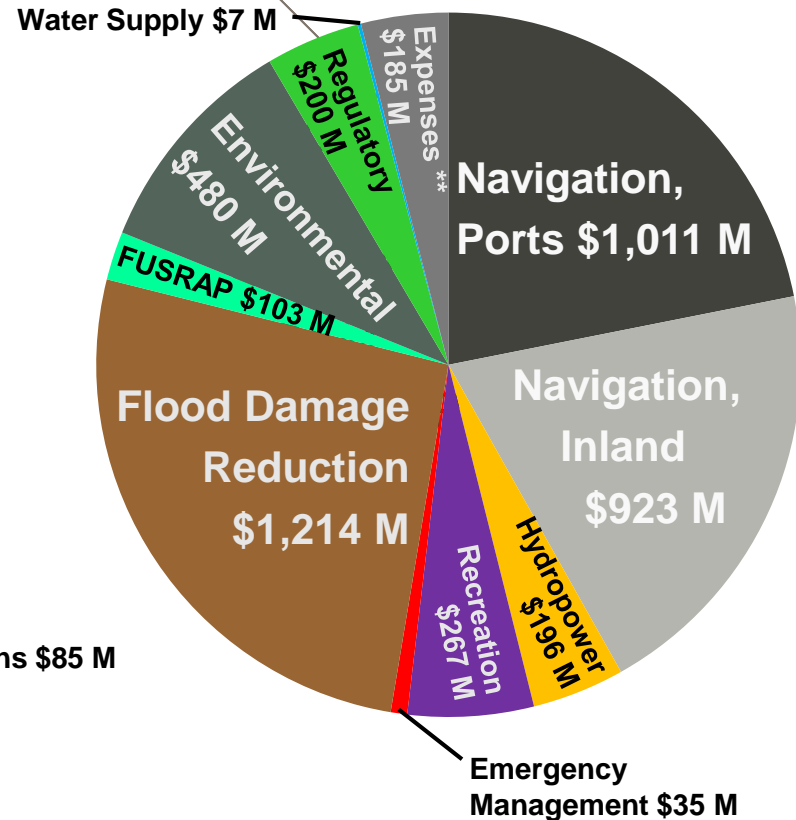 Water Supply $7 M
Expenses **
$185 M
Regulatory
$200 M
Environmental
$480 M
FUSRAP $103 M
Navigation,
Ports $1,011 M
Navigation,
Inland
$923 M
Flood Damage
Reduction
$1,214 M
Hydropower
$196 M
Recreation
$267 M
ns $85 M
Emergency
Management $35 M